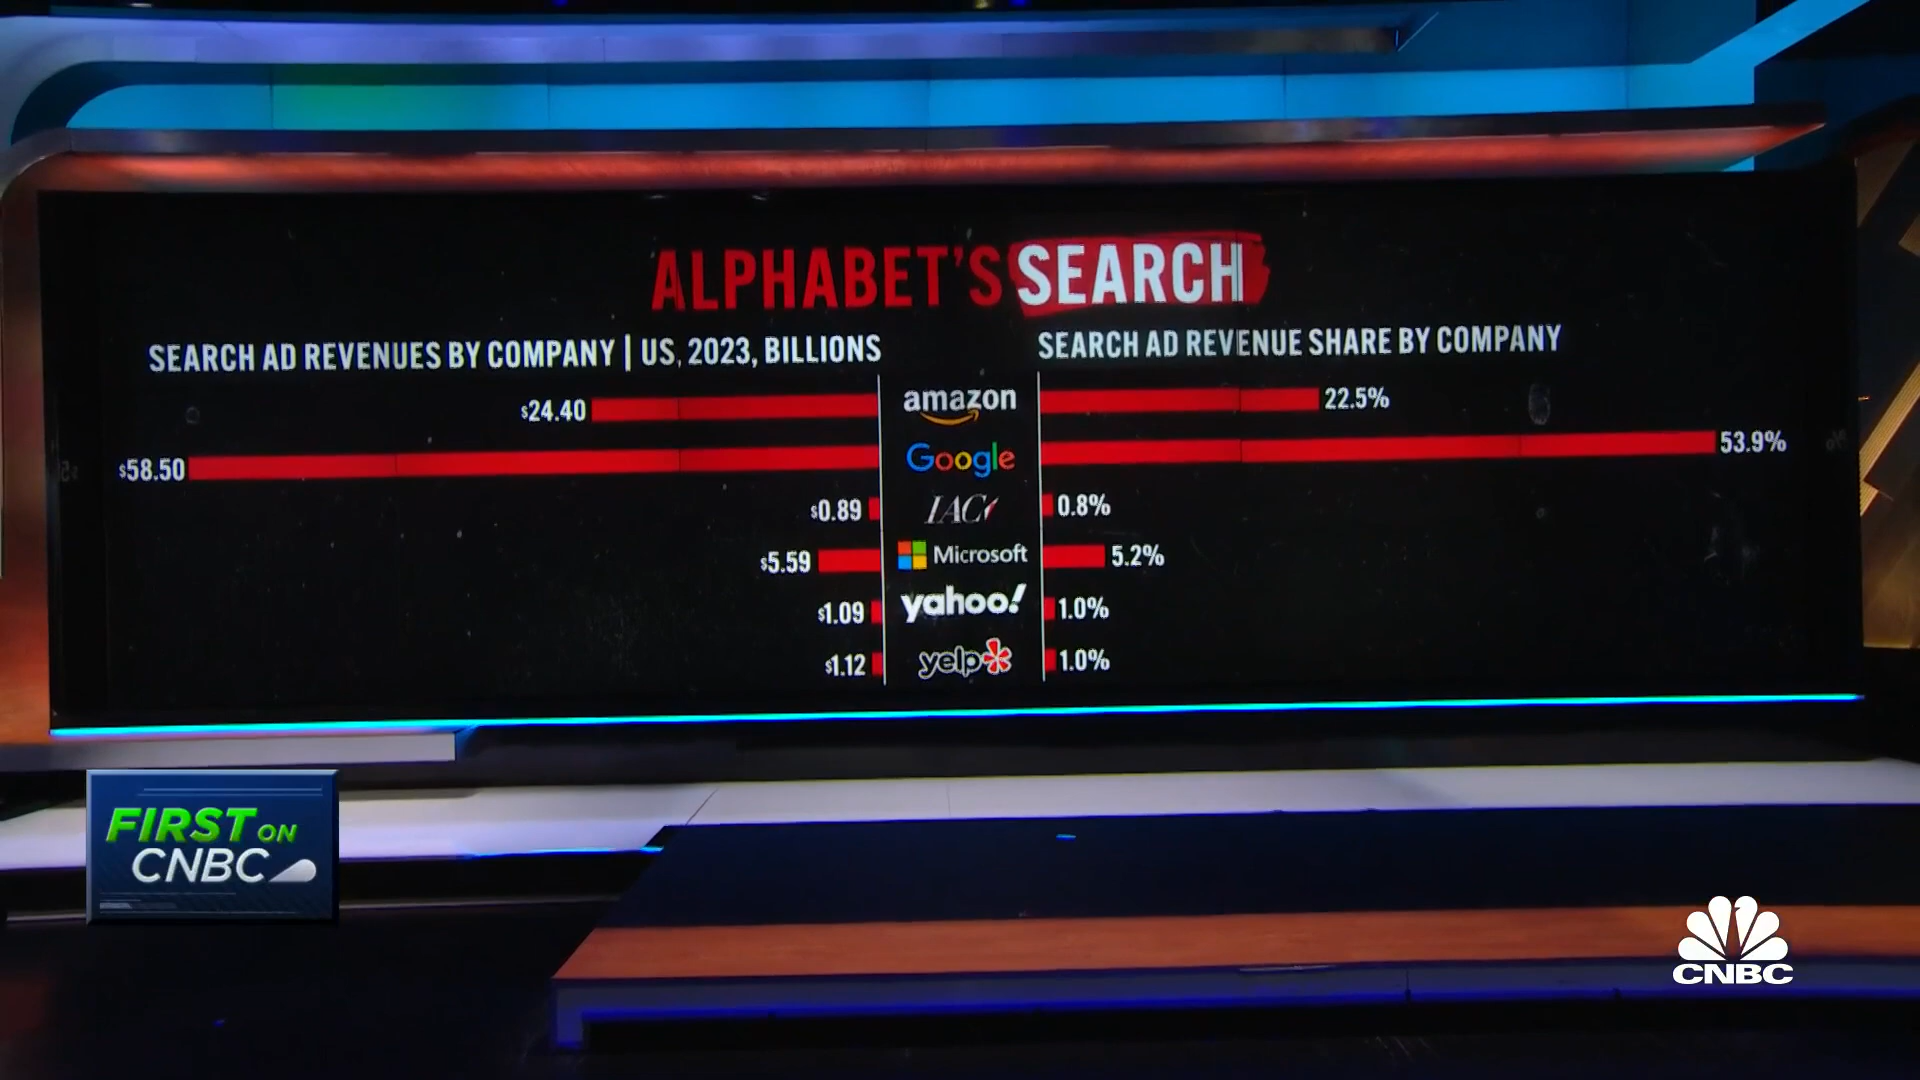 ALPHABET'S SEARCH
SEARCH AD REVENUES BY COMPANY | US, 2023, BILLIONS
SEARCH AD REVENUE SHARE BY COMPANY
$24.40 amazon 22.5%
$58.50 Google 53.9%
$0.89 IAC 0.8%
$5.59 Microsoft 5.2%
$1.09 yahoo! 1.0%
$1.12 yelp 1.0%
FIRST ON
CNBC
CNBC